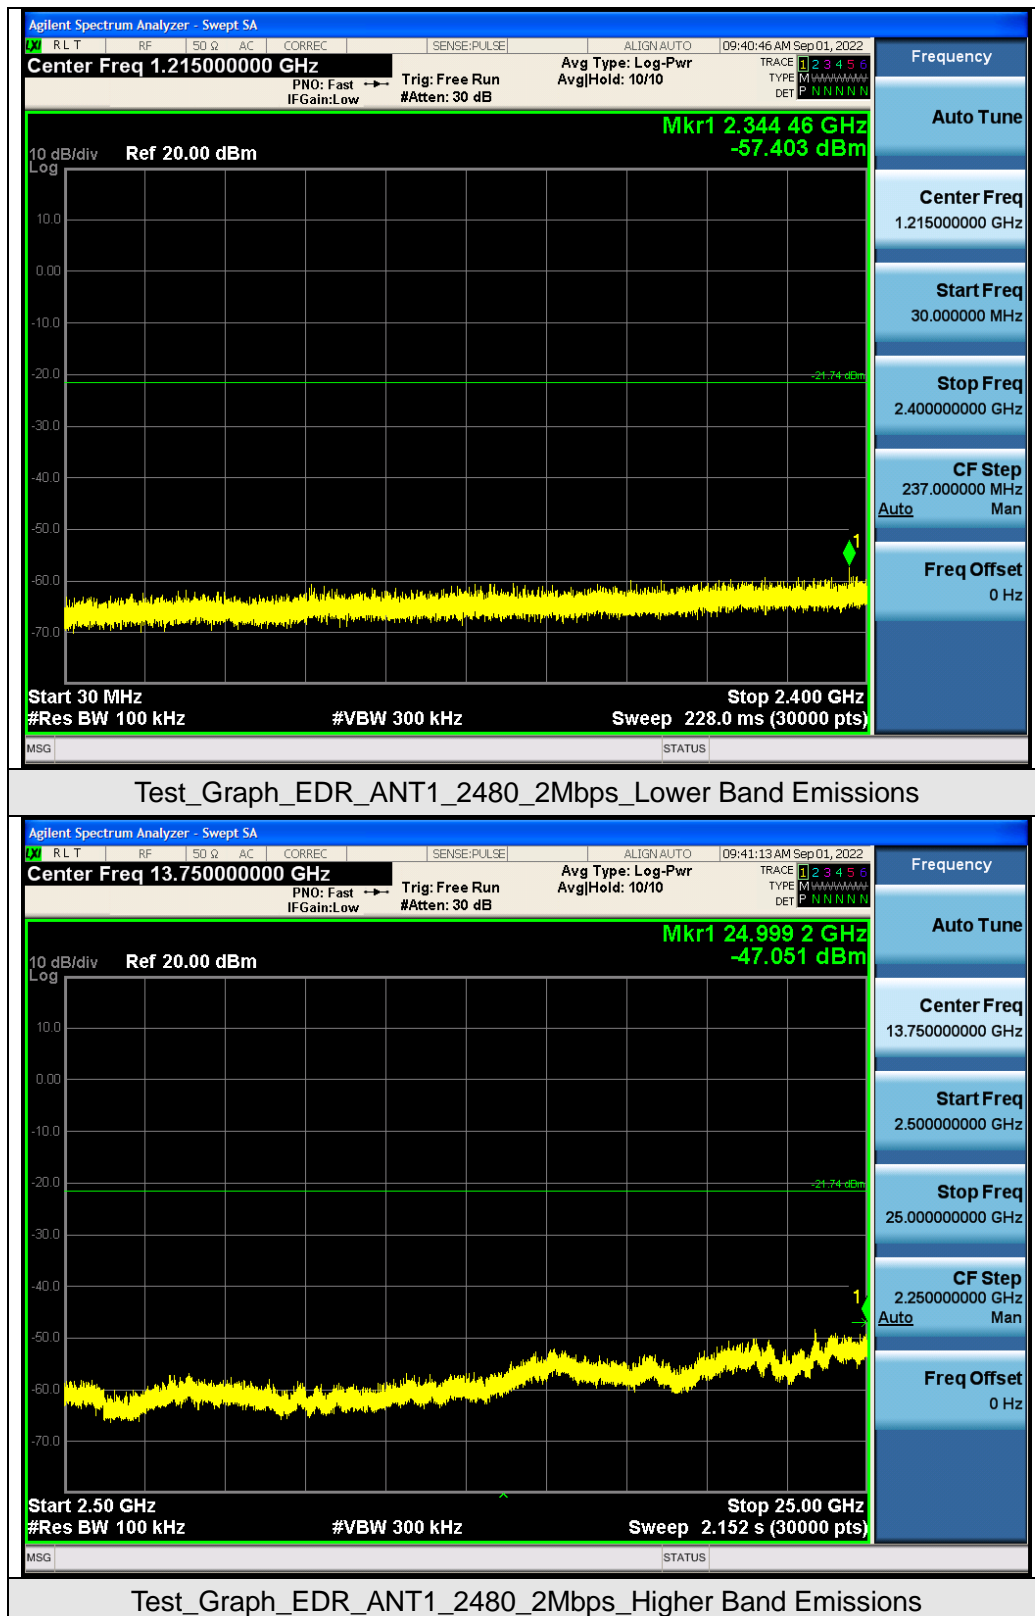 Agilent Spectrum Analyzer - Swept SA
LXI RLT RF 50 Ω AC CORREC SENSE:PULSE ALIGN AUTO 09:40:46 AM Sep 01, 2022
Center Freq 1.215000000 GHz
PNO: Fast
IFGain:Low
Trig: Free Run
#Atten: 30 dB
Avg Type: Log-Pwr
Avg|Hold: 10/10
TRACE 1 2 3 4 5 6
TYPE M
DET P N N N N N
Mkr1 2.344 46 GHz
-57.403 dBm
10 dB/div Ref 20.00 dBm
Log
10.0
0.00
-10.0
-20.0
-21.74 dBm
-30.0
-40.0
-50.0
1
-60.0
-70.0
Start 30 MHz Stop 2.400 GHz
#Res BW 100 kHz #VBW 300 kHz Sweep 228.0 ms (30000 pts)
MSG STATUS
Frequency
Auto Tune
Center Freq
1.215000000 GHz
Start Freq
30.000000 MHz
Stop Freq
2.400000000 GHz
CF Step
237.000000 MHz
Auto Man
Freq Offset
0 Hz
Test_Graph_EDR_ANT1_2480_2Mbps_Lower Band Emissions
Agilent Spectrum Analyzer - Swept SA
LXI RLT RF 50 Ω AC CORREC SENSE:PULSE ALIGN AUTO 09:41:13 AM Sep 01, 2022
Center Freq 13.750000000 GHz
PNO: Fast
IFGain:Low
Trig: Free Run
#Atten: 30 dB
Avg Type: Log-Pwr
Avg|Hold: 10/10
TRACE 1 2 3 4 5 6
TYPE M
DET P N N N N N
Mkr1 24.999 2 GHz
-47.051 dBm
10 dB/div Ref 20.00 dBm
Log
10.0
0.00
-10.0
-20.0
-21.74 dBm
-30.0
-40.0
1
-50.0
-60.0
-70.0
Start 2.50 GHz Stop 25.00 GHz
#Res BW 100 kHz #VBW 300 kHz Sweep 2.152 s (30000 pts)
MSG STATUS
Frequency
Auto Tune
Center Freq
13.750000000 GHz
Start Freq
2.500000000 GHz
Stop Freq
25.000000000 GHz
CF Step
2.250000000 GHz
Auto Man
Freq Offset
0 Hz
Test_Graph_EDR_ANT1_2480_2Mbps_Higher Band Emissions